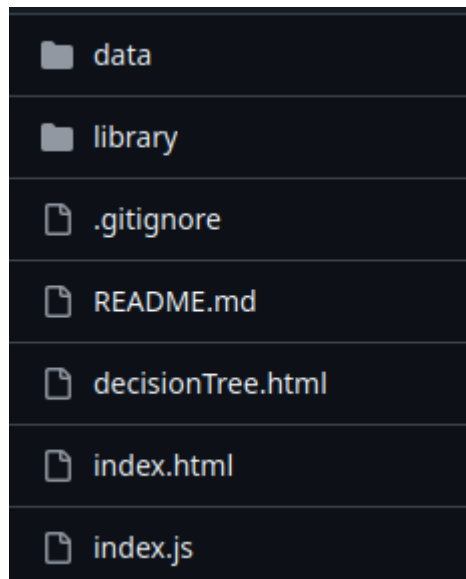 data
library
.gitignore
README.md
decisionTree.html
index.html
index.js